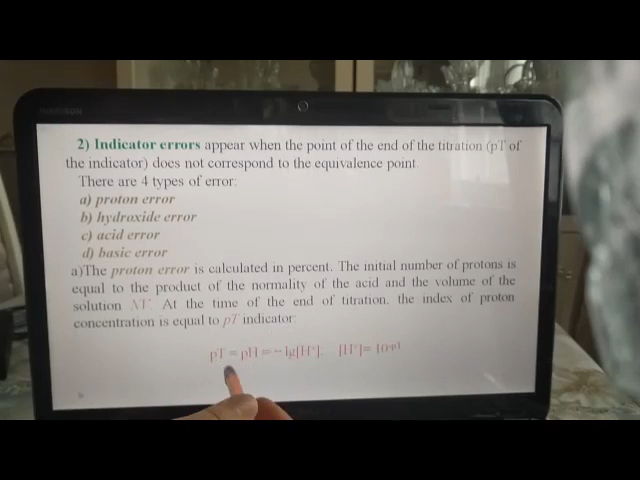 2) Indicator errors appear when the point of the end of the titration (pT of
the indicator) does not correspond to the equivalence point.
There are 4 types of error:
a) proton error
b) hydroxide error
c) acid error
d) basic error
a)The proton error is calculated in percent. The initial number of protons is
equal to the product of the normality of the acid and the volume of the
solution NV. At the time of the end of titration, the index of proton
concentration is equal to pT indicator:
pT = pH = – lg[H⁺], [H⁺]=